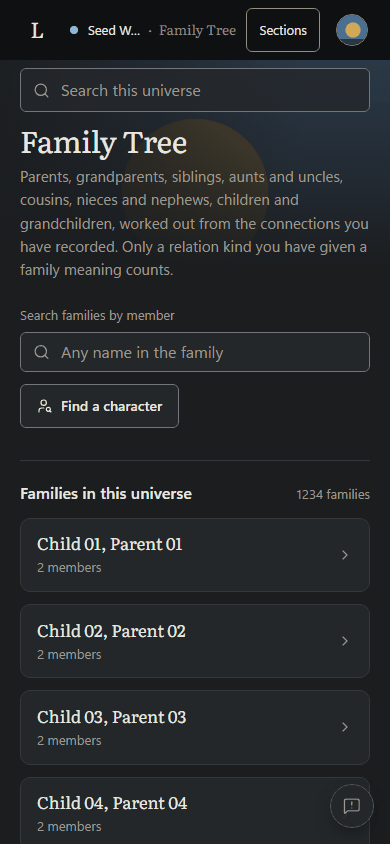 L
Seed W... · Family Tree
Sections
Search this universe
Family Tree
Parents, grandparents, siblings, aunts and uncles,
cousins, nieces and nephews, children and
grandchildren, worked out from the connections you
have recorded. Only a relation kind you have given a
family meaning counts.
Search families by member
Any name in the family
Find a character
Families in this universe
1234 families
Child 01, Parent 01
2 members
Child 02, Parent 02
2 members
Child 03, Parent 03
2 members
Child 04, Parent 04
2 members